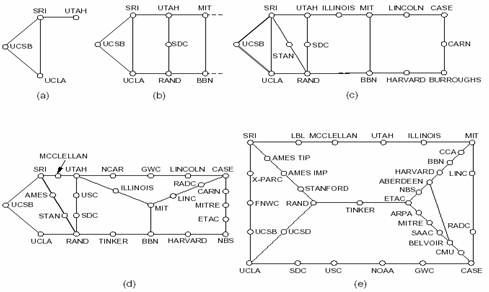 SRI UTAH
UCSB
UCLA
(a)
SRI UTAH MIT
UCSB SDC
UCLA RAND BBN
(b)
SRI UTAH ILLINOIS MIT LINCOLN CASE
UCSB STAN SDC CARN
UCLA RAND BBN HARVARD BURROUGHS
(c)
MCCLELLAN
SRI UTAH NCAR GWC LINCOLN CASE
RADC
CARN
AMES USC ILLINOIS LINC
UCSB MIT MITRE
STAN SDC ETAC
UCLA RAND TINKER BBN HARVARD NBS
(d)
SRI LBL MCCLELLAN UTAH ILLINOIS MIT
CCA
AMES TIP BBN
X-PARC AMES IMP HARVARD LINC
ABERDEEN
STANFORD NBS
FNWC RAND ETAC
TINKER ARPA
MITRE RADC
UCSB UCSD SAAC
BELVOIR
CMU
UCLA SDC USC NOAA GWC CASE
(e)